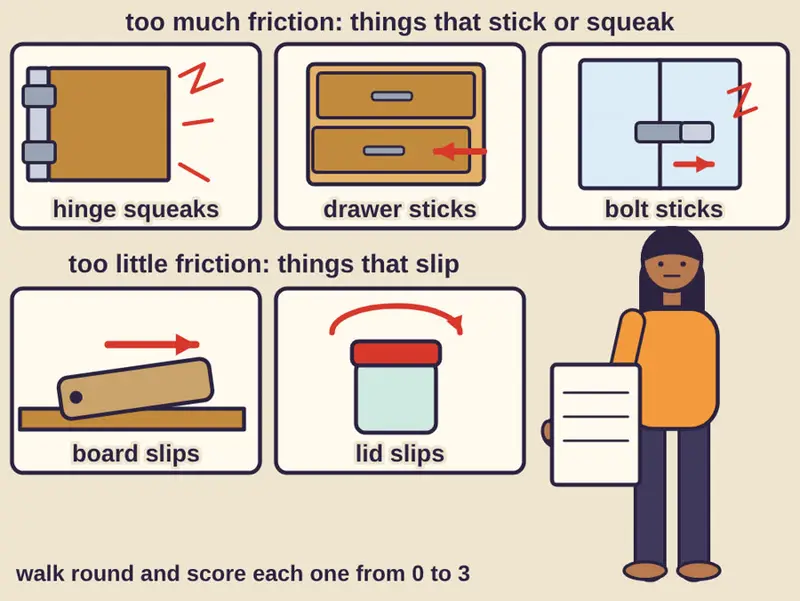 too much friction: things that stick or squeak
hinge squeaks
drawer sticks
bolt sticks
too little friction: things that slip
board slips
lid slips
walk round and score each one from 0 to 3